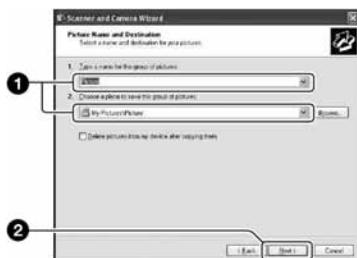 Scanner and Camera Wizard
Picture Name and Destination
Select a name and destination for your pictures.
1. Type a name for this group of pictures:
Picture
2. Choose a place to save this group of pictures:
My Pictures\Picture
Browse...
Delete pictures from my device after copying them
1
2
< Back
Next >
Cancel